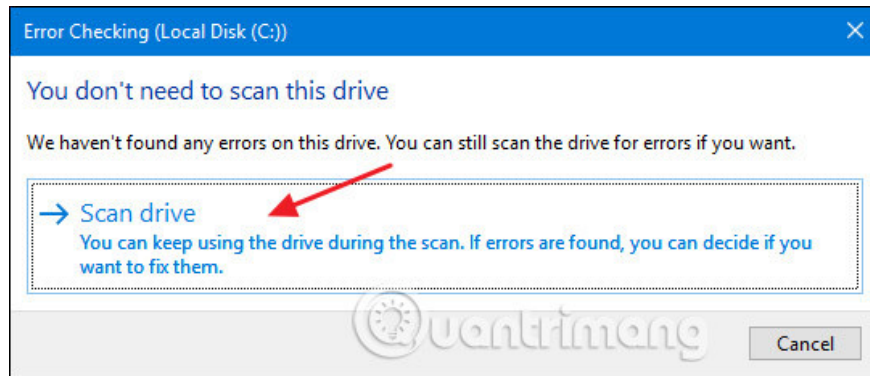 Error Checking (Local Disk (C:))
You don't need to scan this drive
We haven't found any errors on this drive. You can still scan the drive for errors if you want.
Scan drive
You can keep using the drive during the scan. If errors are found, you can decide if you
want to fix them.
Quantrimang
Cancel